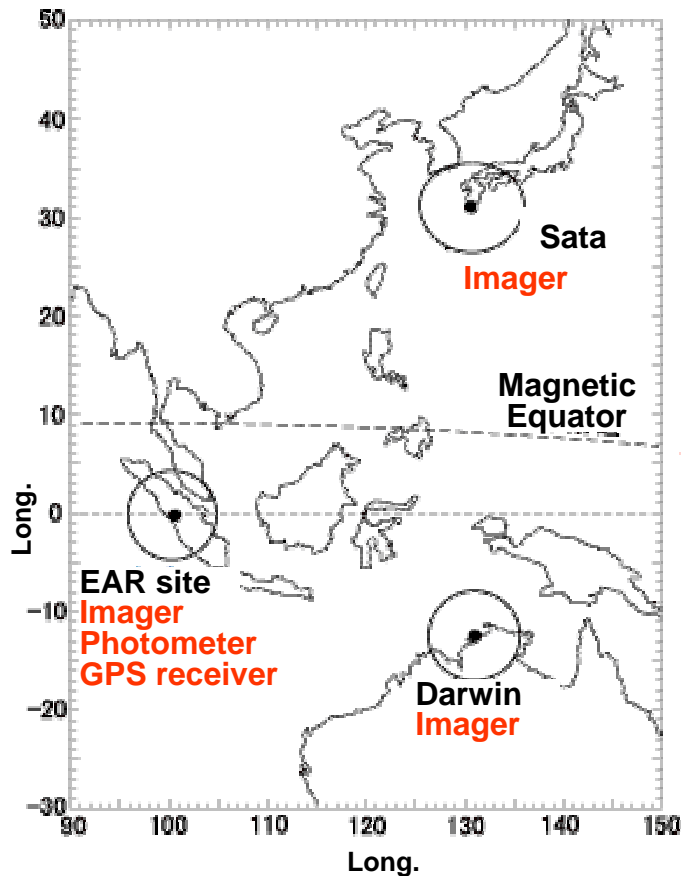 50
40
30
20
10
0
-10
-20
-30
Long.
Sata
Imager
Magnetic
Equator
EAR site
Imager
Photometer
GPS receiver
Darwin
Imager
90 100 110 120 130 140 150
Long.